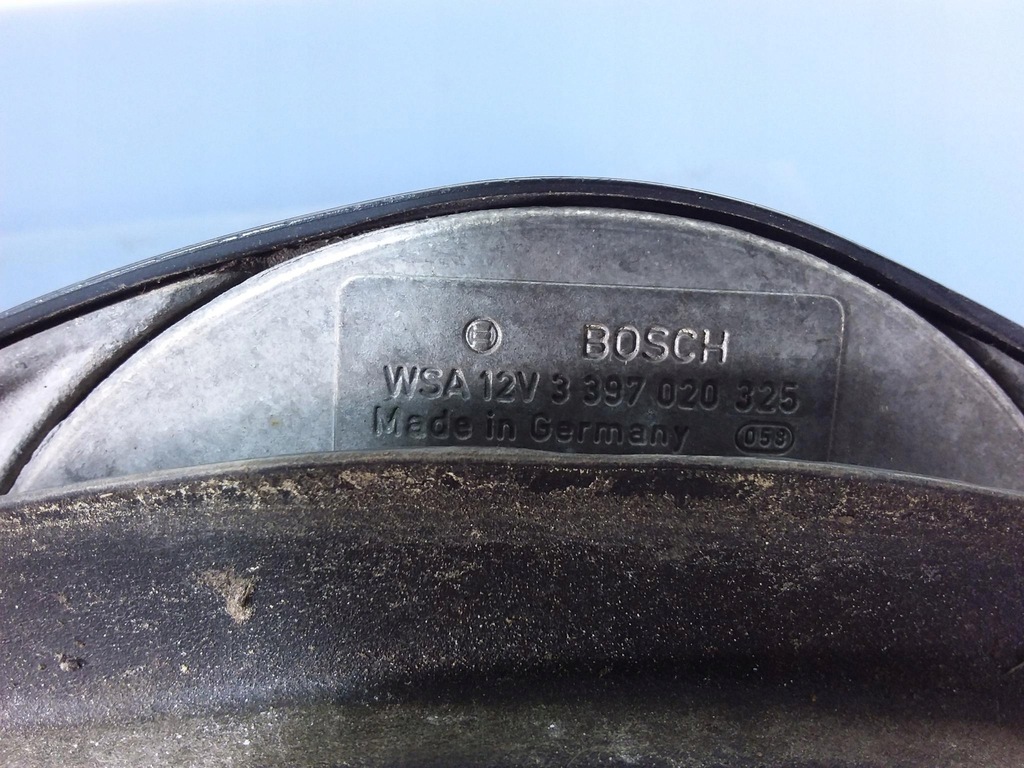 BOSCH
WSA 12V 3 397 020 325
Made in Germany 053